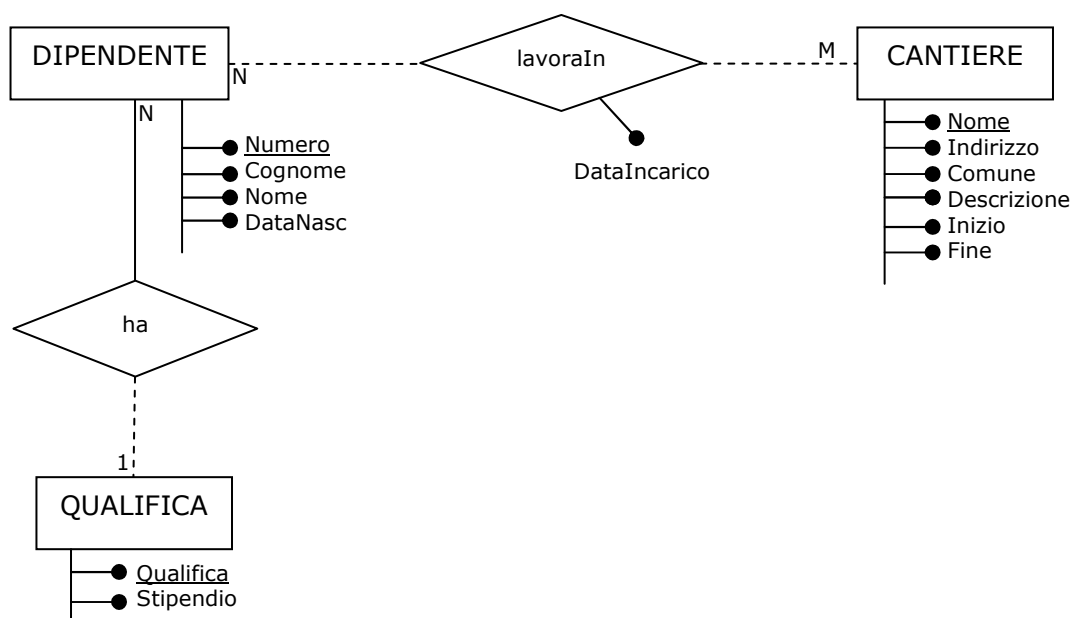 DIPENDENTE
N
lavoraIn
M
CANTIERE
N
Numero
Cognome
Nome
DataNasc
DataIncarico
Nome
Indirizzo
Comune
Descrizione
Inizio
Fine
ha
1
QUALIFICA
Qualifica
Stipendio